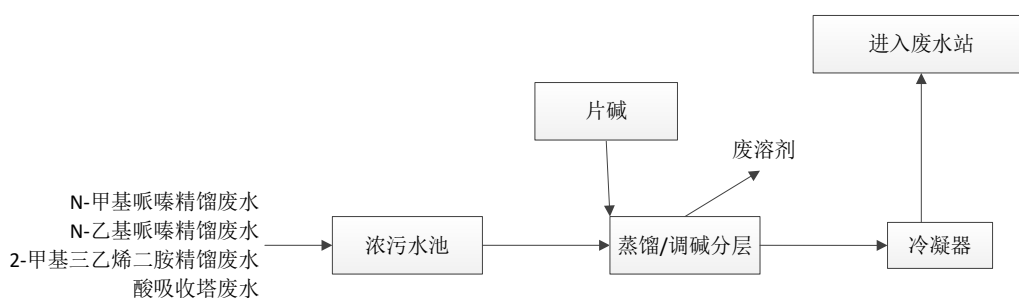 进入废水站
片碱
废溶剂
N-甲基哌嗪精馏废水
N-乙基哌嗪精馏废水
2-甲基三乙烯二胺精馏废水
酸吸收塔废水
浓污水池
蒸馏/调碱分层
冷凝器